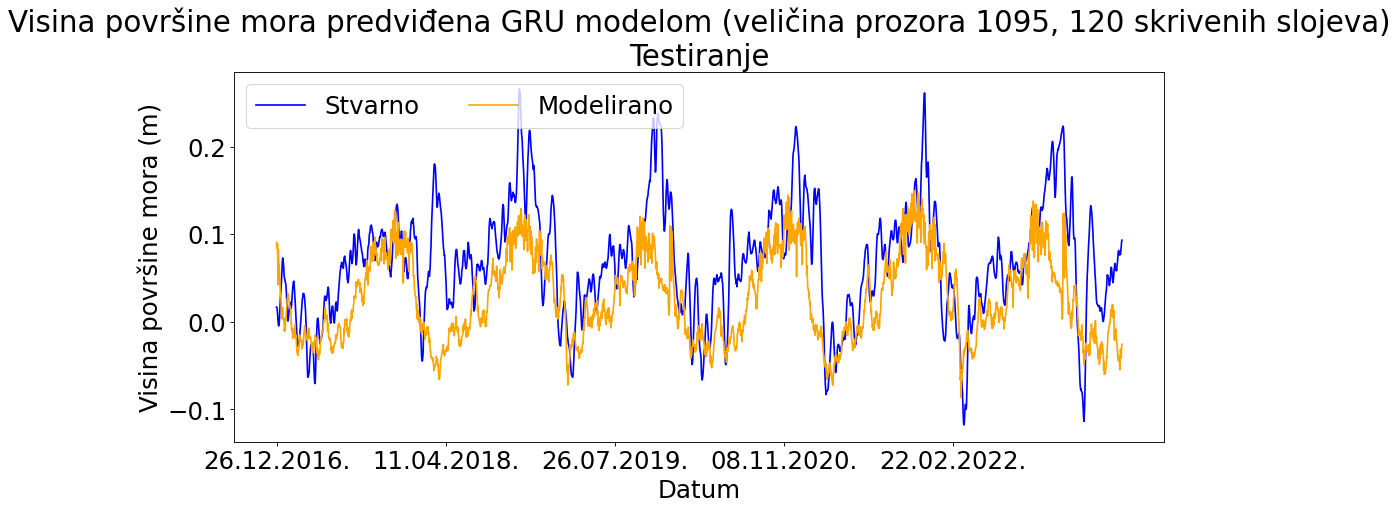 Visina površine mora predviđena GRU modelom (veličina prozora 1095, 120 skrivenih slojeva)
Testiranje
Stvarno Modelirano
Visina površine mora (m)
0.2
0.1
0.0
−0.1
26.12.2016. 11.04.2018. 26.07.2019. 08.11.2020. 22.02.2022.
Datum